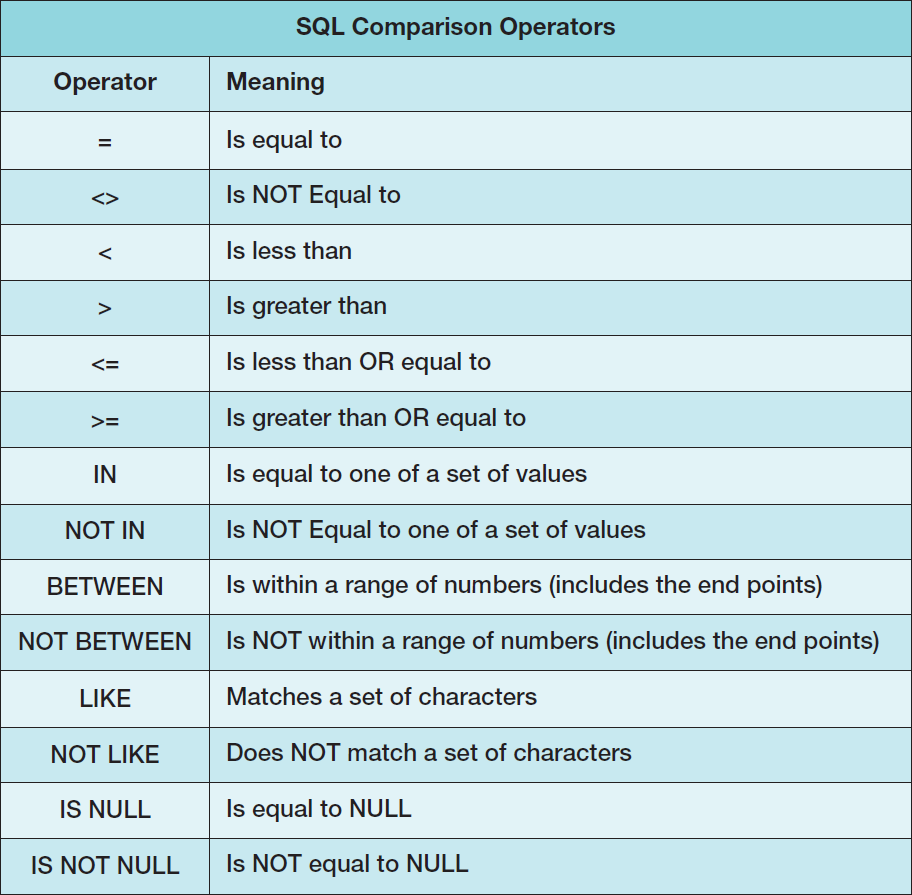 SQL Comparison Operators
Operator Meaning
= Is equal to
<> Is NOT Equal to
< Is less than
> Is greater than
<= Is less than OR equal to
>= Is greater than OR equal to
IN Is equal to one of a set of values
NOT IN Is NOT Equal to one of a set of values
BETWEEN Is within a range of numbers (includes the end points)
NOT BETWEEN Is NOT within a range of numbers (includes the end points)
LIKE Matches a set of characters
NOT LIKE Does NOT match a set of characters
IS NULL Is equal to NULL
IS NOT NULL Is NOT equal to NULL